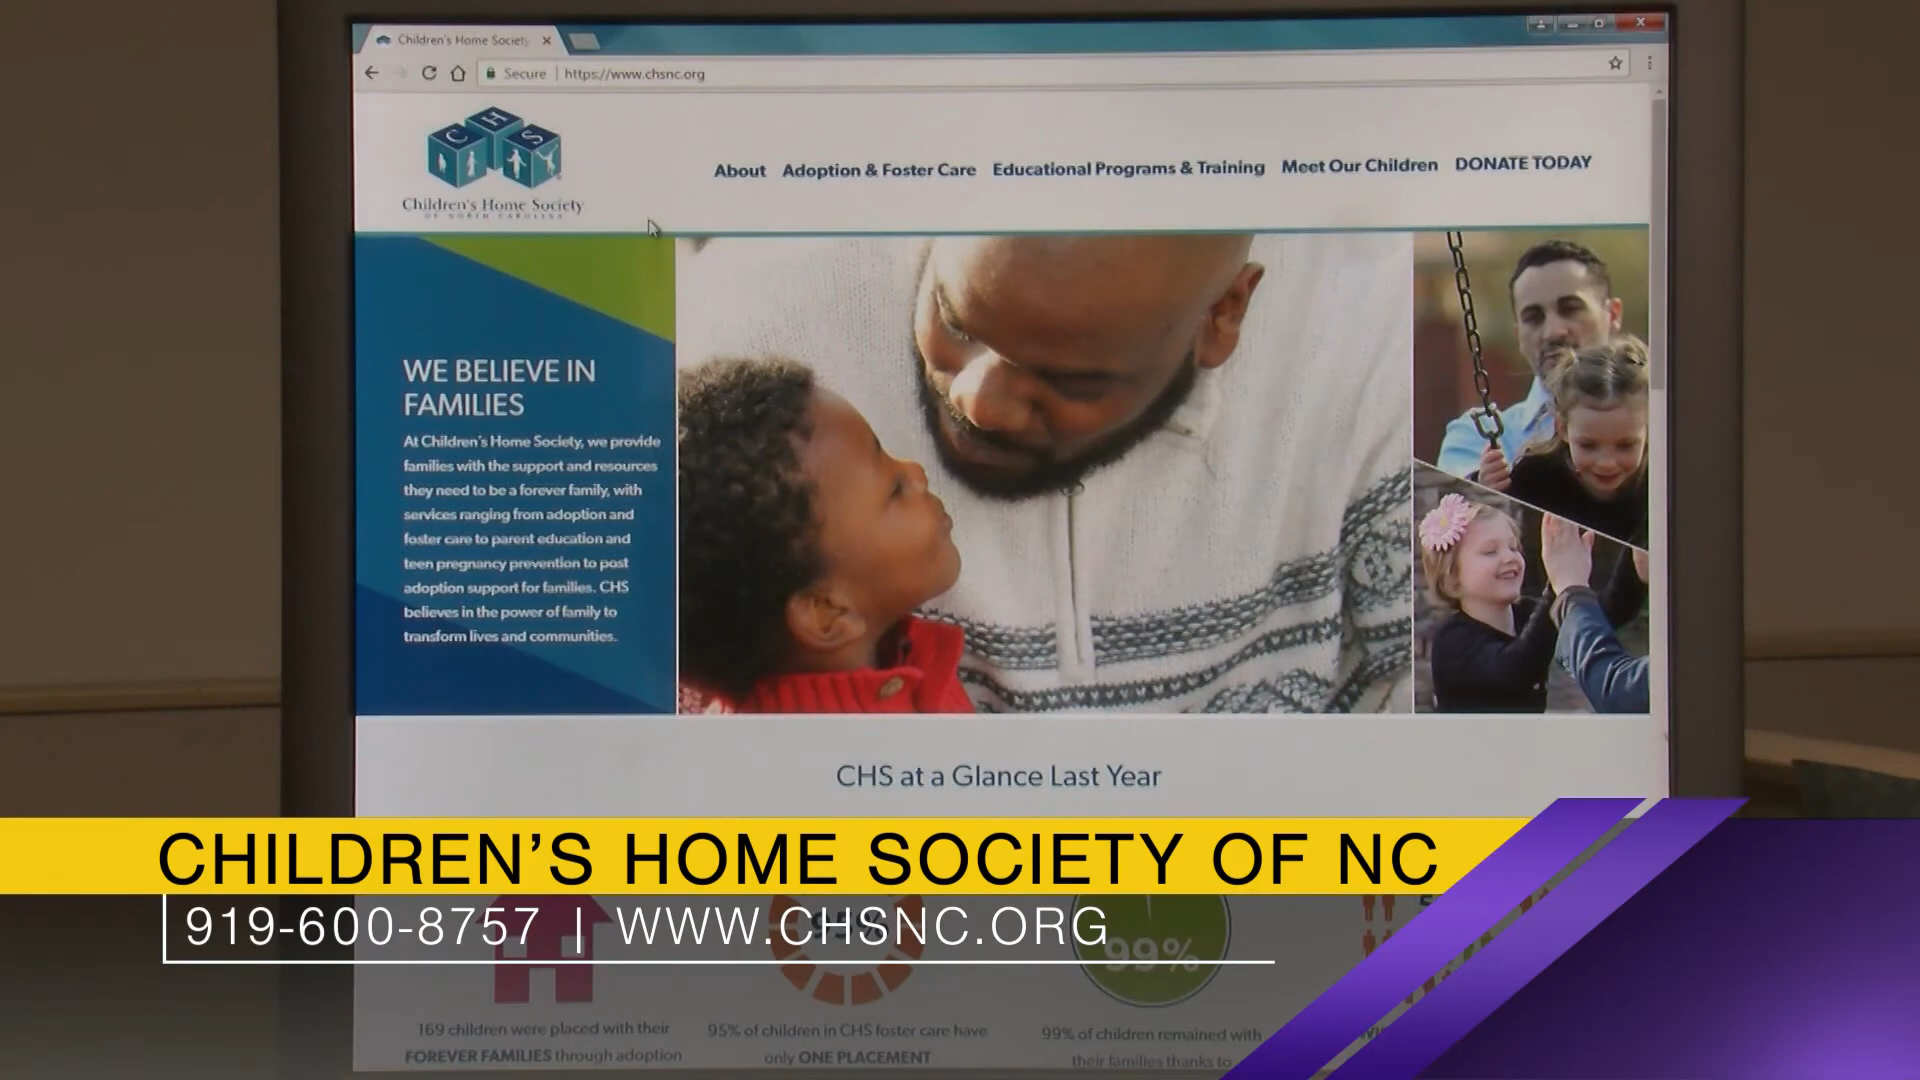 Children's Home Society
Secure | https://www.chsnc.org
C H S
Children's Home Society
OF NORTH CAROLINA
About Adoption & Foster Care Educational Programs & Training Meet Our Children DONATE TODAY
WE BELIEVE IN
FAMILIES
At Children's Home Society, we provide
families with the support and resources
they need to be a forever family, with
services ranging from adoption and
foster care to parent education and
teen pregnancy prevention to post
adoption support for families. CHS
believes in the power of family to
transform lives and communities.
CHS at a Glance Last Year
CHILDREN'S HOME SOCIETY OF NC
919-600-8757 | WWW.CHSNC.ORG
95%
99%
169 children were placed with their
FOREVER FAMILIES through adoption
95% of children in CHS foster care have
only ONE PLACEMENT
99% of children remained with
their families thanks to